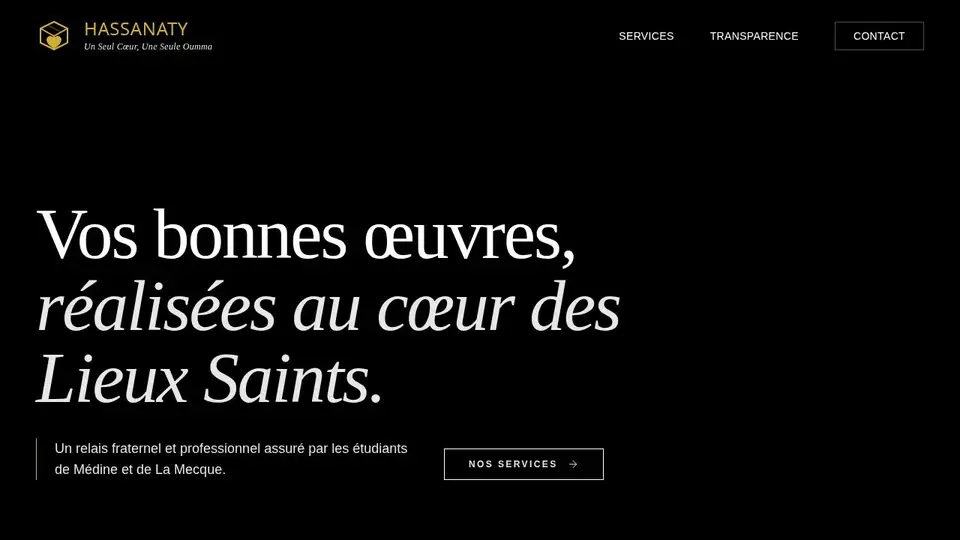 HASSANATY
Un Seul Cœur, Une Seule Oumma
SERVICES
TRANSPARENCE
CONTACT
Vos bonnes œuvres,
réalisées au cœur des
Lieux Saints.
Un relais fraternel et professionnel assuré par les étudiants
de Médine et de La Mecque.
NOS SERVICES →